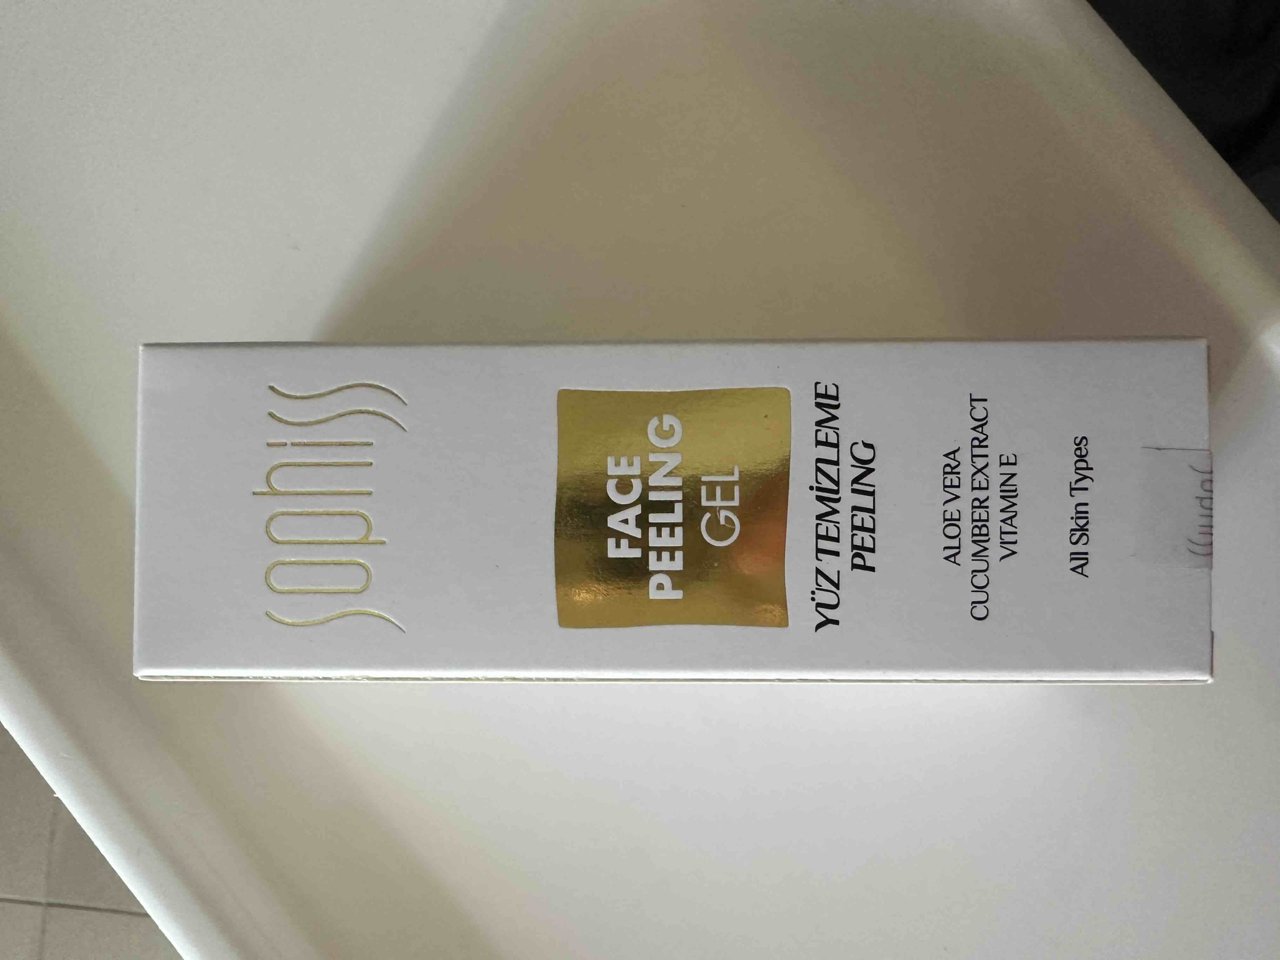 sophiss
FACE
PEELING
GEL
YÜZ TEMİZLEME
PEELING
ALOE VERA
CUCUMBER EXTRACT
VITAMIN E
All Skin Types